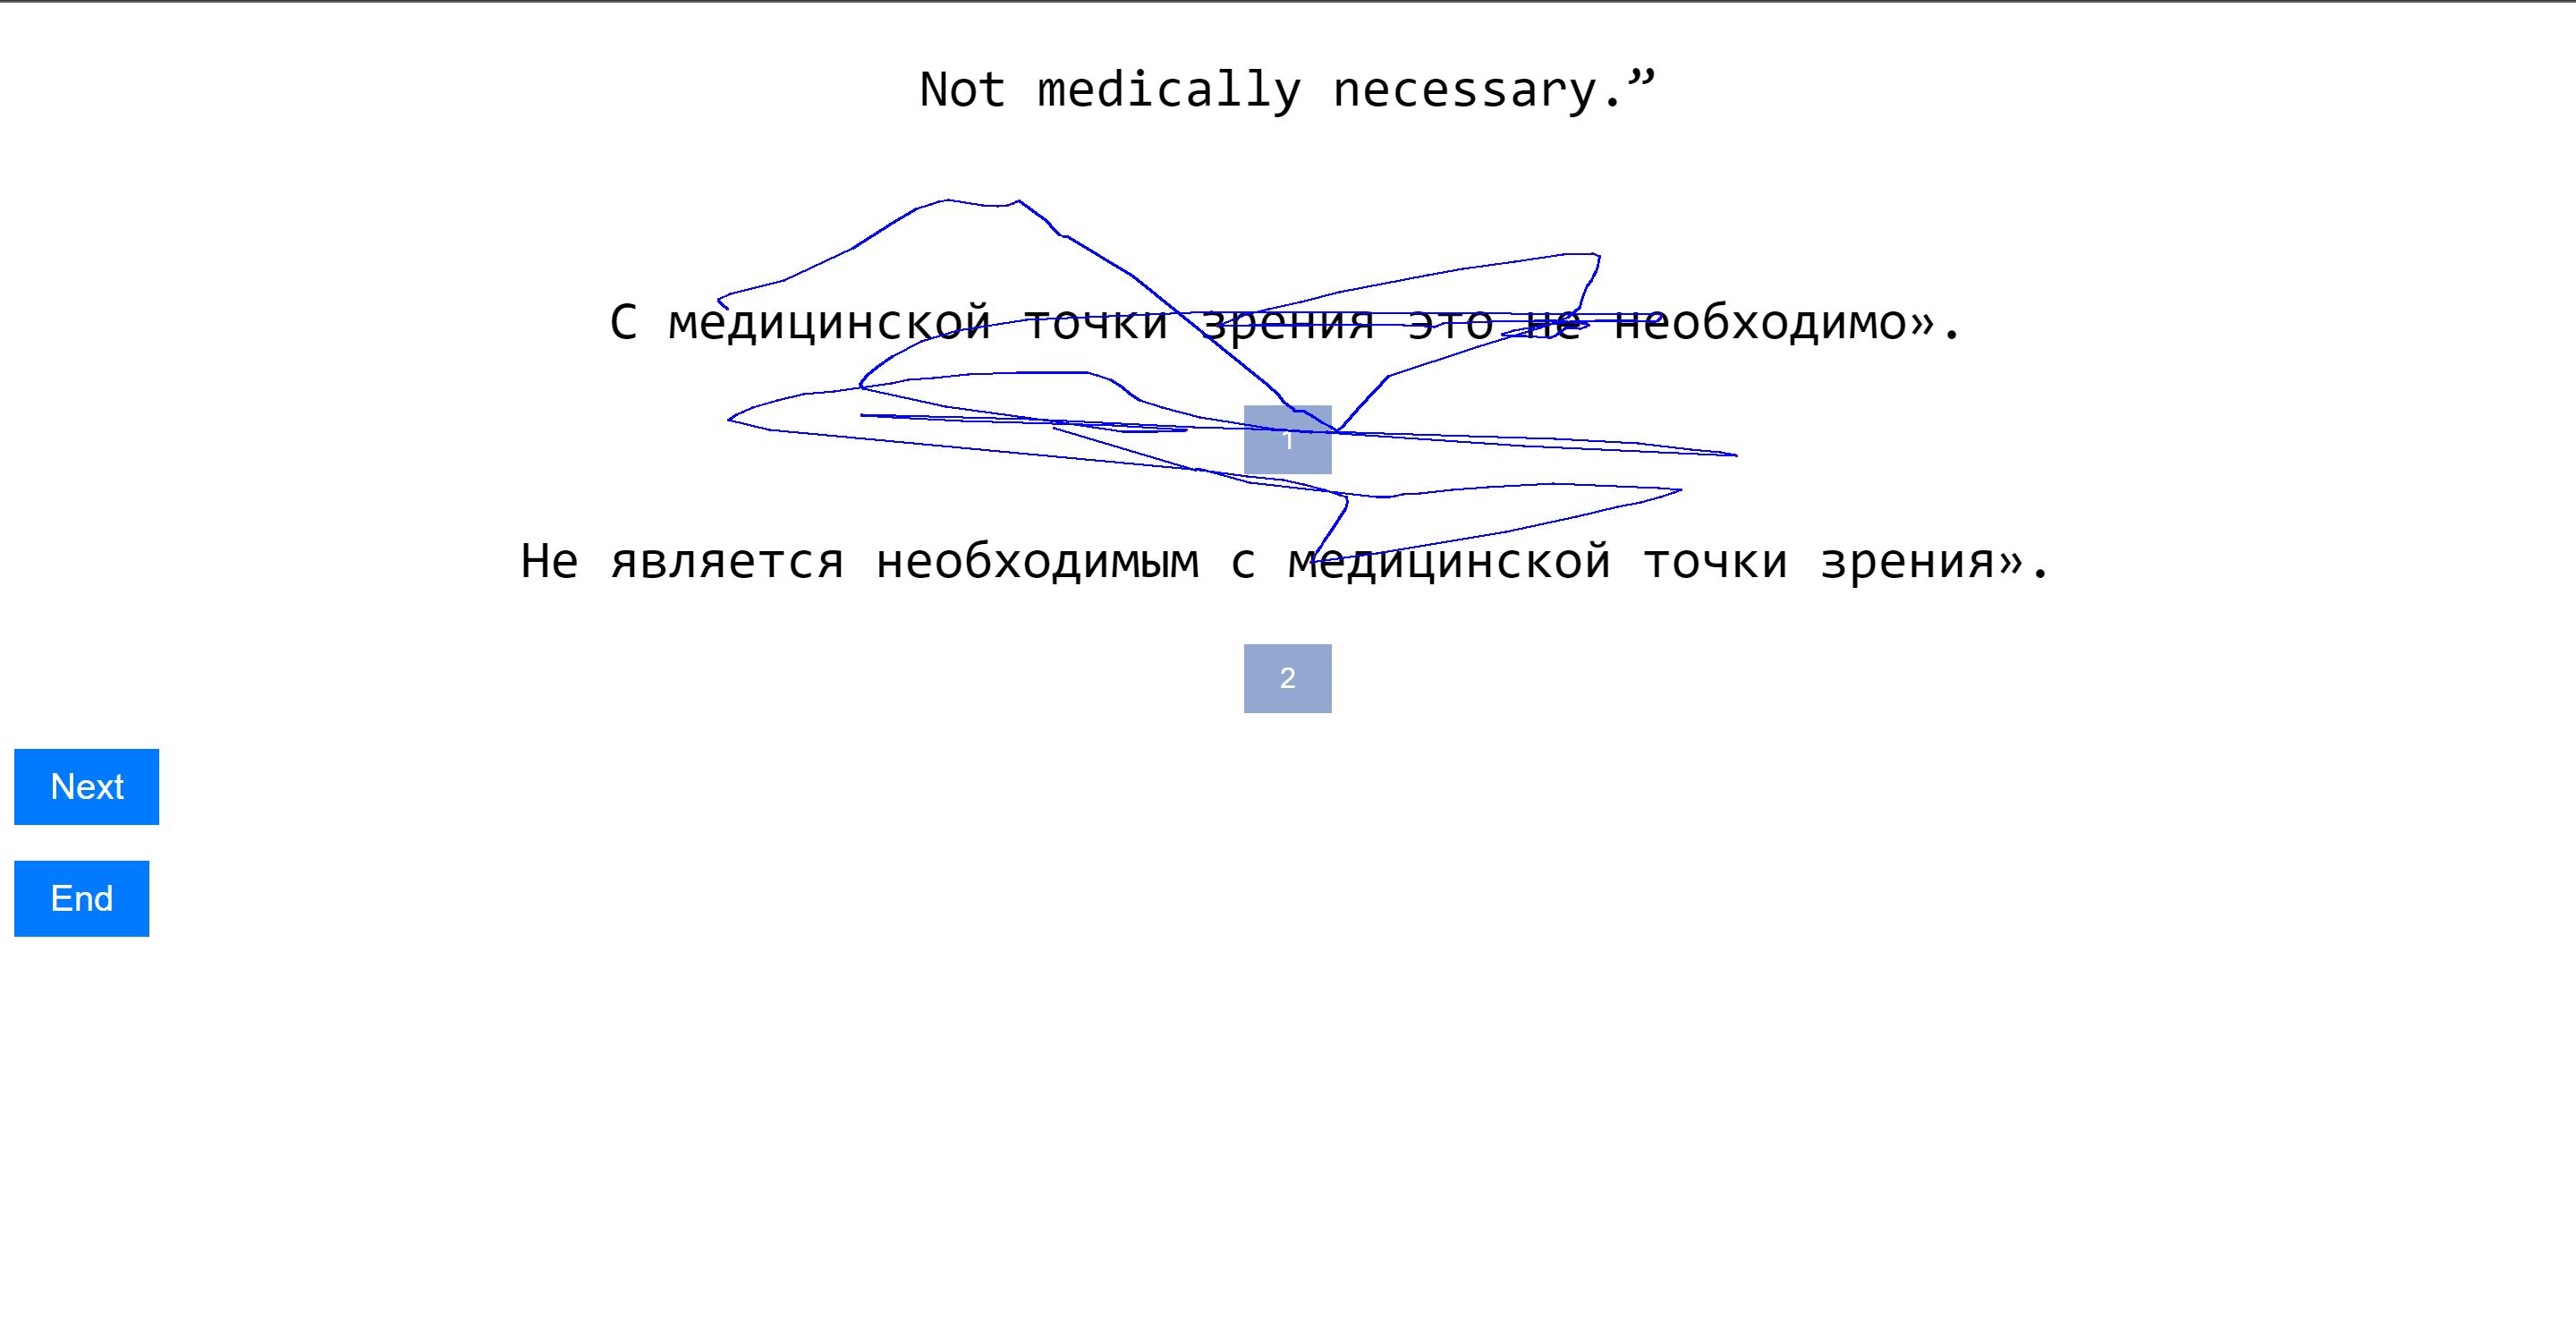 Not medically necessary.”
С медицинской точки зрения это не необходимо».
1
Не является необходимым с медицинской точки зрения».
2
Next
End